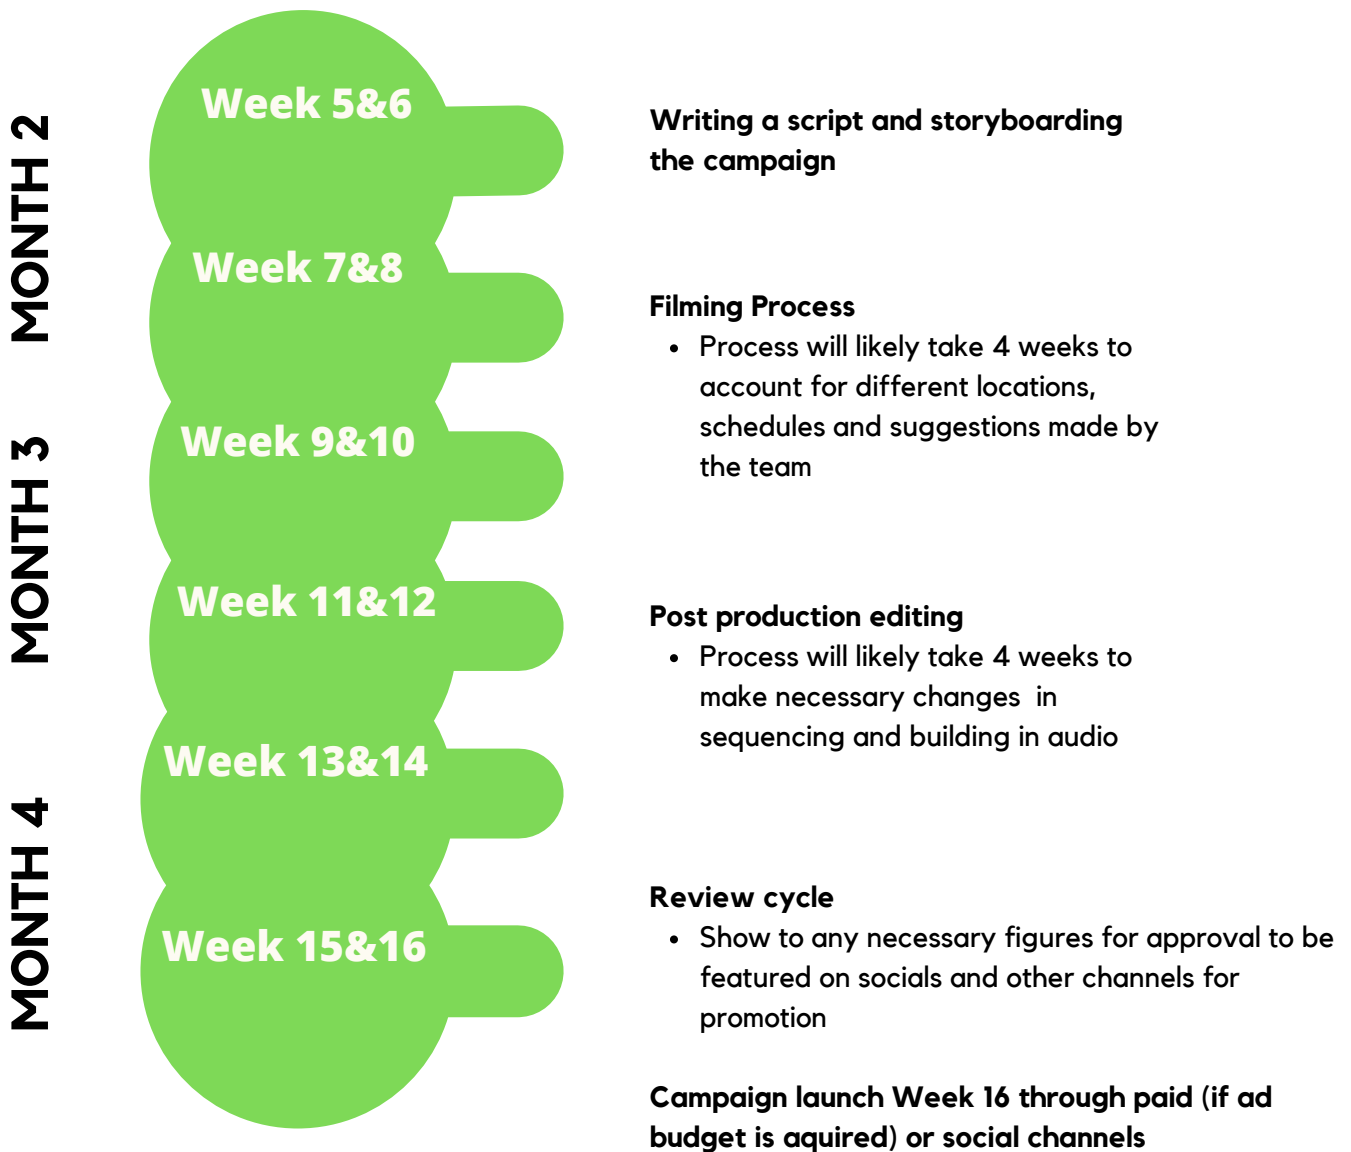 MONTH 2
Week 5&6
Writing a script and storyboarding
the campaign
Week 7&8
Filming Process
• Process will likely take 4 weeks to
account for different locations,
schedules and suggestions made by
the team
MONTH 3
Week 9&10
Week 11&12
Post production editing
• Process will likely take 4 weeks to
make necessary changes  in
sequencing and building in audio
MONTH 4
Week 13&14
Week 15&16
Review cycle
• Show to any necessary figures for approval to be
featured on socials and other channels for
promotion
Campaign launch Week 16 through paid (if ad
budget is aquired) or social channels